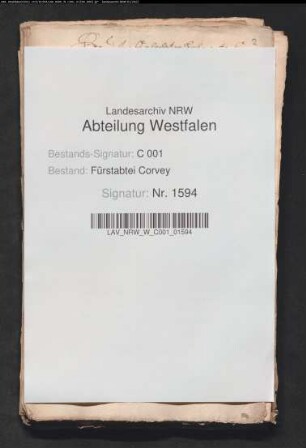 Landesarchiv NRW
Abteilung Westfalen
Bestands-Signatur: C 001
Bestand: Fürstabtei Corvey
Signatur: Nr. 1594
LAV_NRW_W_C001_01594